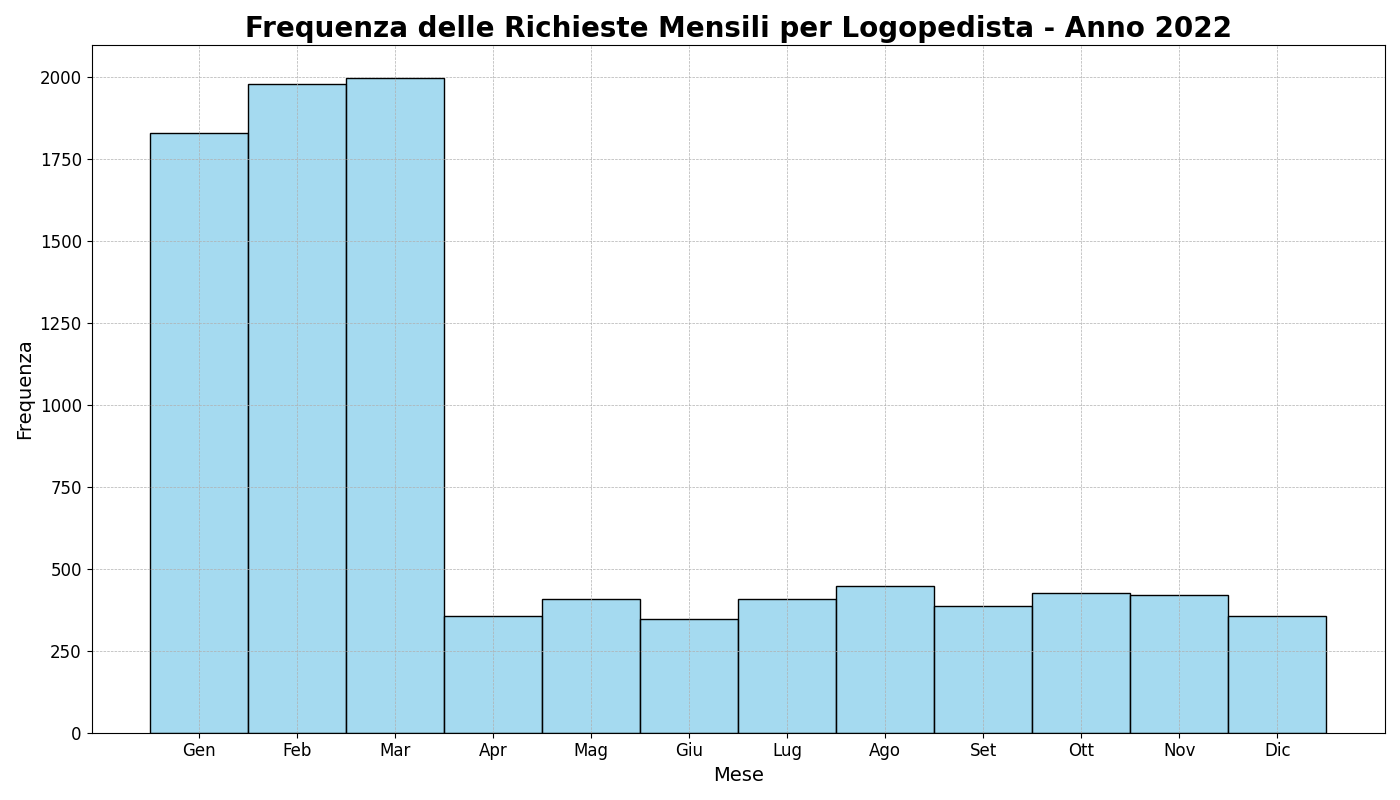 Frequenza delle Richieste Mensili per Logopedista - Anno 2022
Frequenza
2000
1750
1500
1250
1000
750
500
250
0
Gen Feb Mar Apr Mag Giu Lug Ago Set Ott Nov Dic
Mese